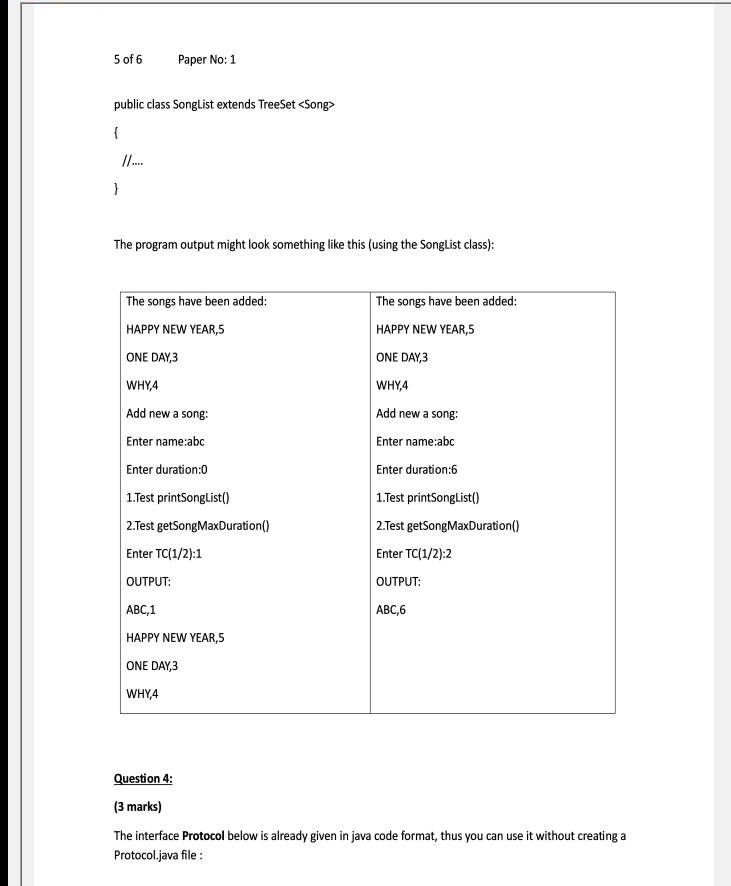 5 of 6 Paper No: 1
public class SongList extends TreeSet <Song>
{
//....
}
The program output might look something like this (using the SongList class):
The songs have been added:
HAPPY NEW YEAR,5
ONE DAY,3
WHY,4
Add new a song:
Enter name:abc
Enter duration:0
1.Test printSongList()
2.Test getSongMaxDuration()
Enter TC(1/2):1
OUTPUT:
ABC,1
HAPPY NEW YEAR,5
ONE DAY,3
WHY,4
The songs have been added:
HAPPY NEW YEAR,5
ONE DAY,3
WHY,4
Add new a song:
Enter name:abc
Enter duration:6
1.Test printSongList()
2.Test getSongMaxDuration()
Enter TC(1/2):2
OUTPUT:
ABC,6
Question 4:
(3 marks)
The interface Protocol below is already given in java code format, thus you can use it without creating a
Protocol.java file :